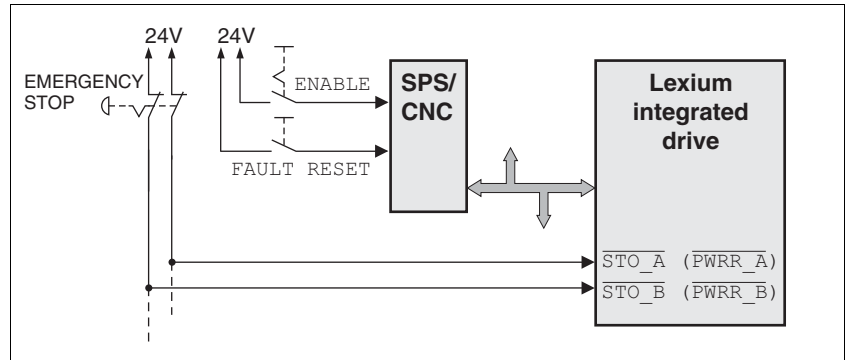 24V 24V
EMERGENCY
STOP
ENABLE
FAULT RESET
SPS/
CNC
Lexium
integrated
drive
STO_A (PWRR_A)
STO_B (PWRR_B)